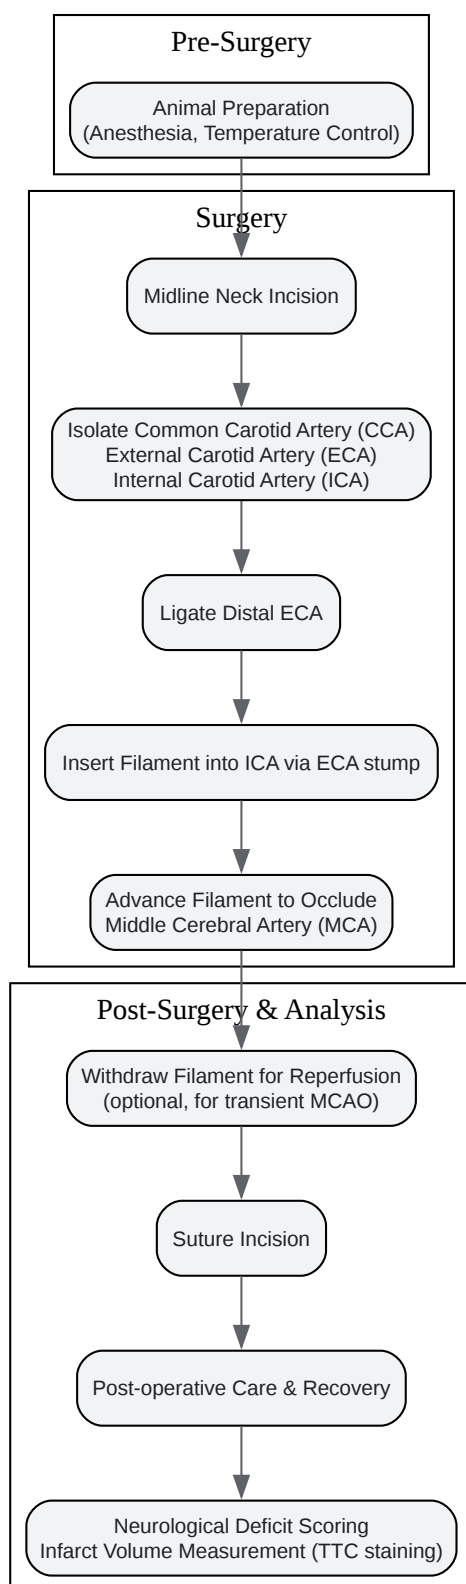 Pre-Surgery
Animal Preparation
(Anesthesia, Temperature Control)
Surgery
Midline Neck Incision
Isolate Common Carotid Artery (CCA)
External Carotid Artery (ECA)
Internal Carotid Artery (ICA)
Ligate Distal ECA
Insert Filament into ICA via ECA stump
Advance Filament to Occlude
Middle Cerebral Artery (MCA)
Post-Surgery & Analysis
Withdraw Filament for Reperfusion
(optional, for transient MCAO)
Suture Incision
Post-operative Care & Recovery
Neurological Deficit Scoring
Infarct Volume Measurement (TTC staining)